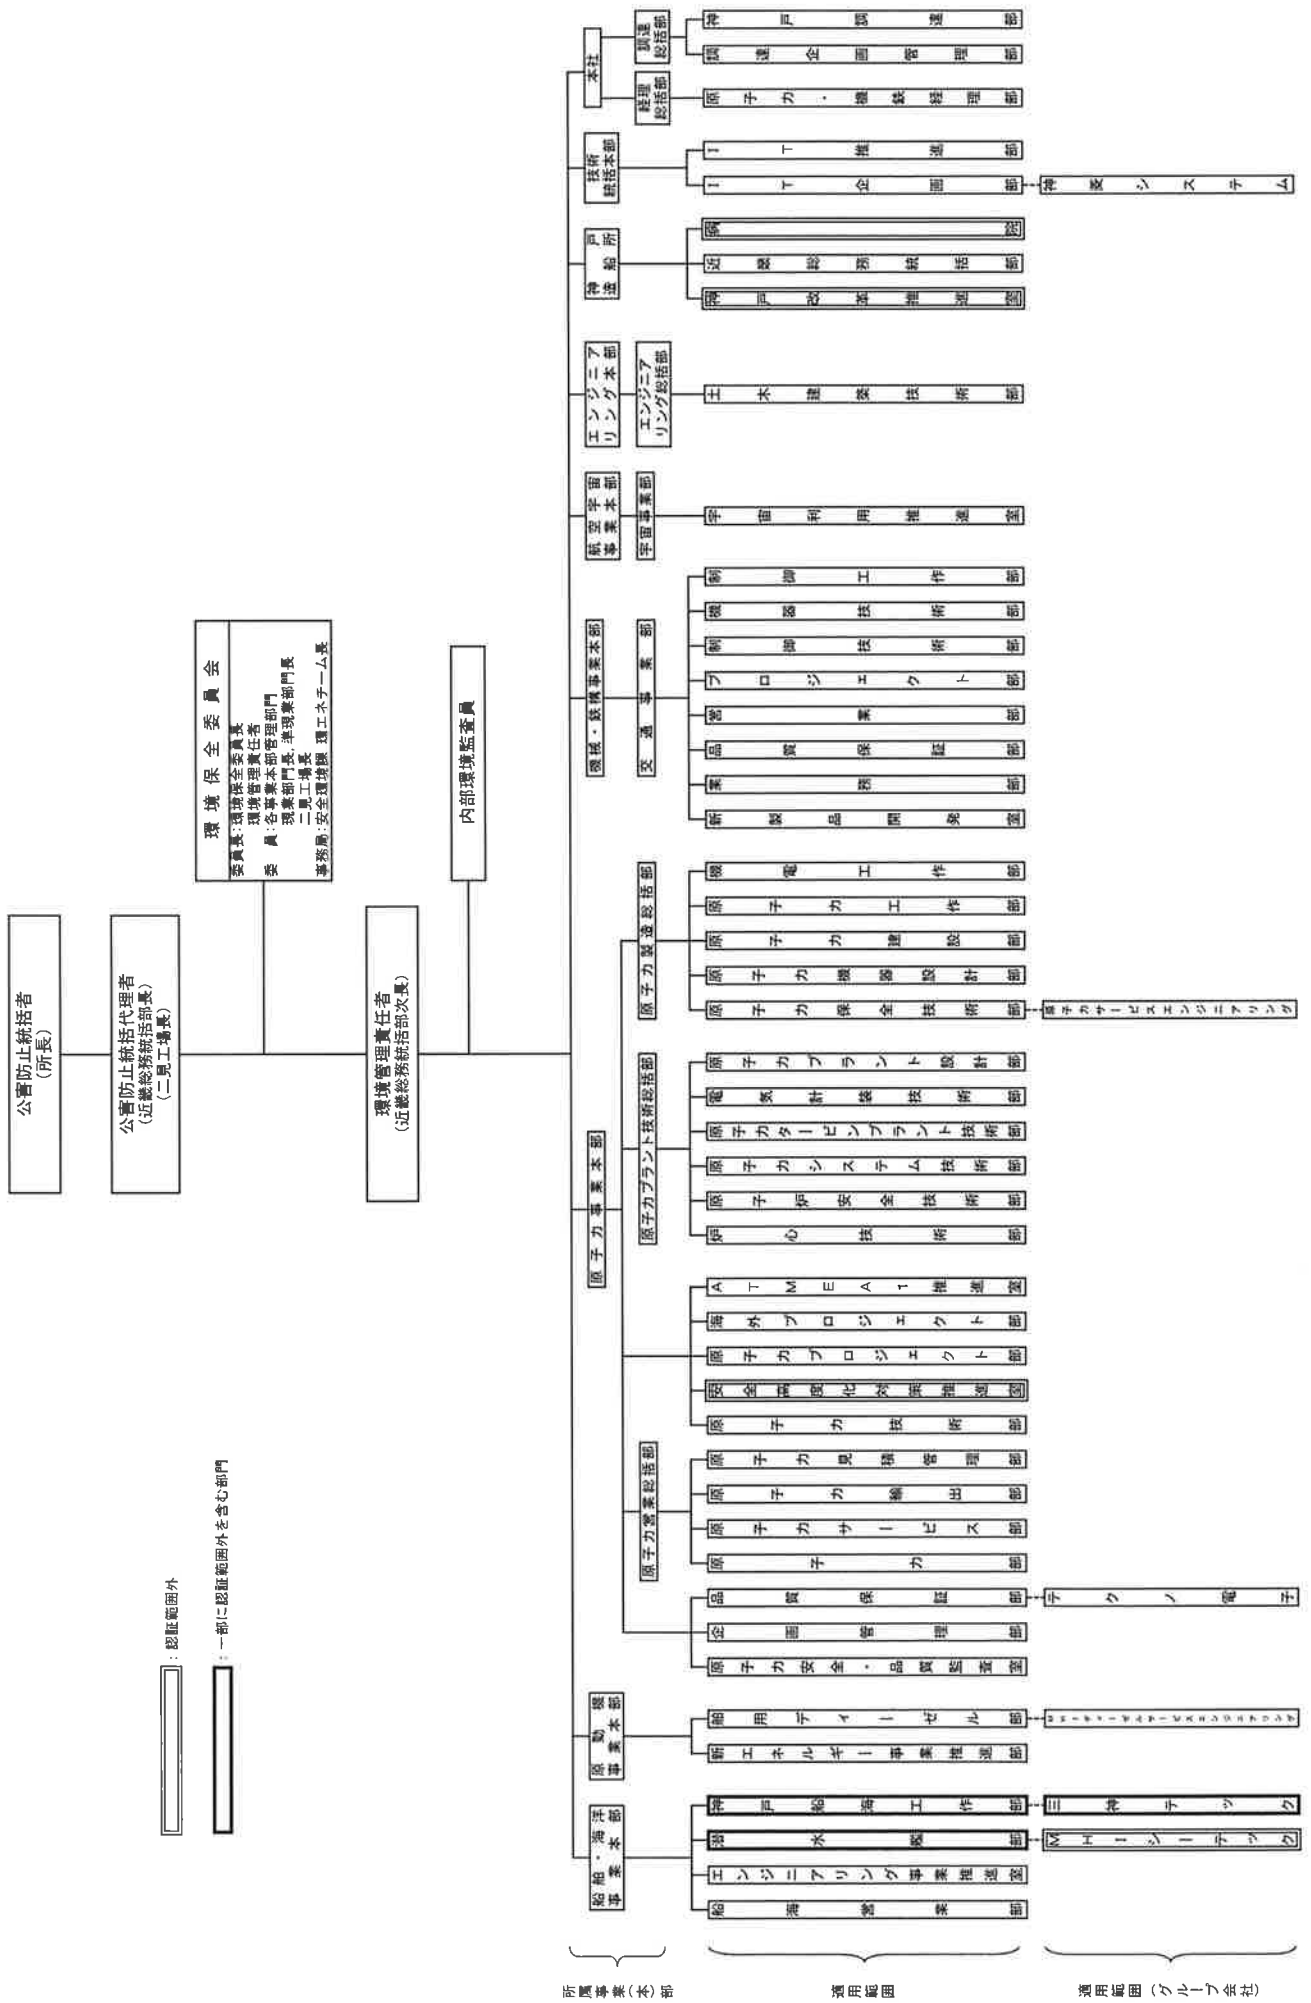 公害防止統括者
(所長)
公害防止統括代理者
(近畿総務統括部長)
(二見工場長)
環境保全委員会
委員長:環境保全委員長
環境管理責任者
委 員:各事業本部管理部門
現業部門長,準現業部門長
二見工場長
事務局:安全環境課 環エネチーム長
環境管理責任者
(近畿総務統括部次長)
内部環境監査員
:認証範囲外
:一部に認証範囲外を含む部門
所属事業(本)部
船舶・海洋
事業本部
原動機
事業本部
原子力事業本部
機械・鉄構事業本部
航空宇宙
事業本部
エンジニア
リング本部
神戸
造船所
技術
統括本部
本社
原子力営業総括部
原子力プラント技術総括部
原子力製造総括部
交通事業部
宇宙事業部
エンジニア
リング総括部
経理
総括部
調達
総括部
適用範囲
船海営業部
エンジニアリング事業推進室
潜水艦部
神戸船海工作部
新エネルギー事業推進部
舶用ディーゼル部
原子力安全・品質監査室
企画管理部
品質保証部
原子力部
原子力サービス部
原子力輸出部
原子力見積管理部
原子力技術部
安全高度化対策推進室
原子力プロジェクト部
海外プロジェクト部
ATMEA1推進室
炉心技術部
原子炉安全技術部
原子力システム技術部
原子力タービンプラント技術部
電気計装技術部
原子力プラント設計部
原子力保全技術部
原子力機器設計部
原子力建設部
原子力工作部
機電工作部
新製品開発室
業務部
品質保証部
営業部
プロジェクト部
制御技術部
機器技術部
制御工作部
宇宙利用推進室
土木建築技術部
神戸改革推進室
近畿総務統括部
病院
IT企画部
IT推進部
原子力・機鉄経理部
調達企画管理部
神戸調達部
適用範囲(グループ会社)
MHIシーテック
三神テック
MHIディーゼルサービスエンジニアリング
テクノ電子
原子力サービスエンジニアリング
神菱システム